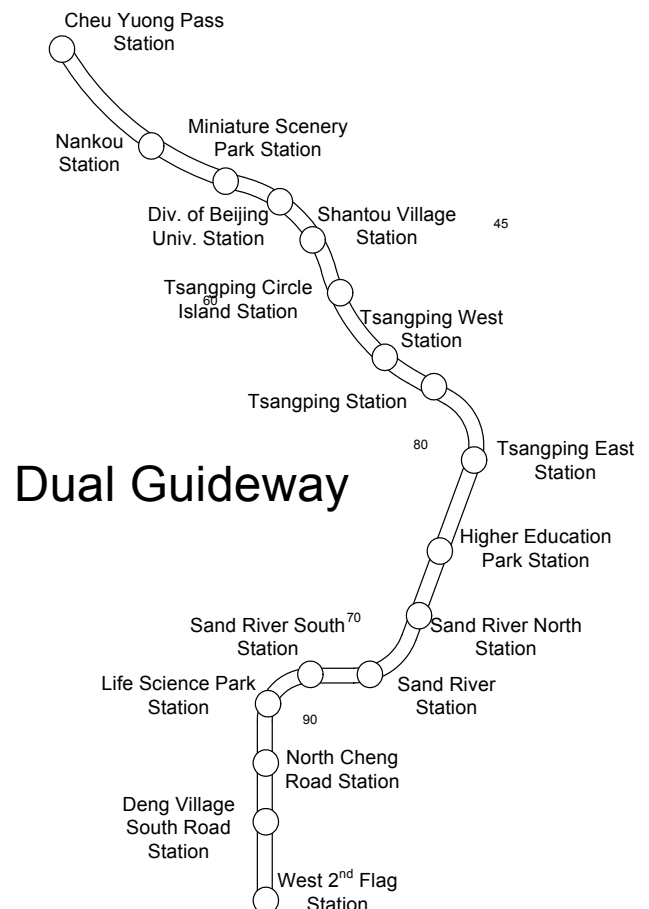 Cheu Yuong Pass
Station
Miniature Scenery
Park Station
Nankou
Station
Div. of Beijing
Univ. Station
Shantou Village
Station
45
Tsangping Circle
Island Station
60
Tsangping West
Station
Tsangping Station
80
Tsangping East
Station
Dual Guideway
Higher Education
Park Station
Sand River South
Station
70
Sand River North
Station
Life Science Park
Station
Sand River
Station
90
North Cheng
Road Station
Deng Village
South Road
Station
West 2nd Flag
Station